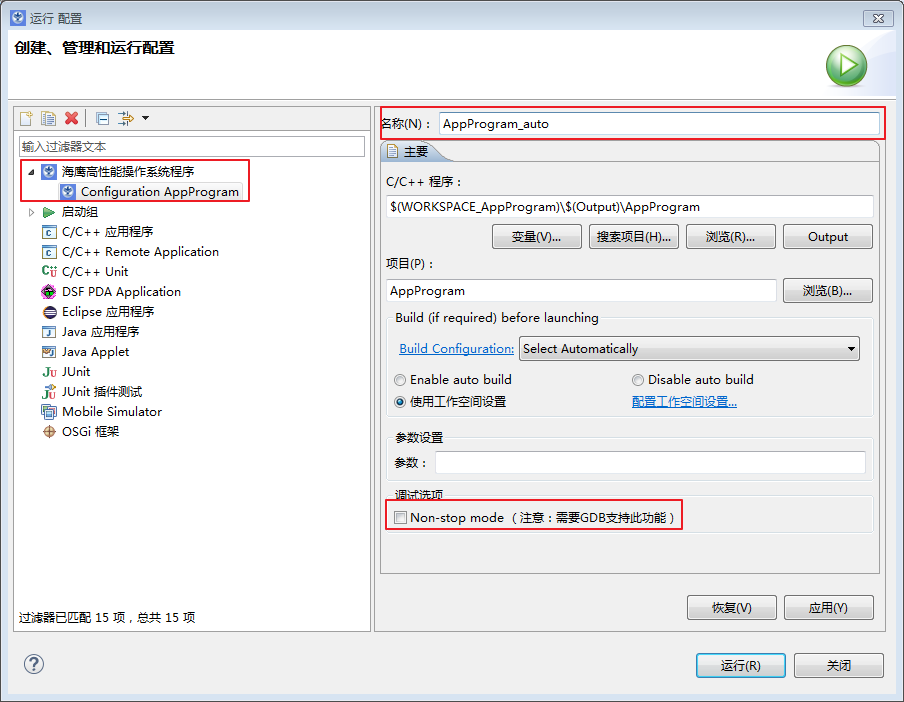 运行 配置
创建、管理和运行配置
输入过滤器文本
海鹰高性能操作系统程序
Configuration AppProgram
启动组
C/C++ 应用程序
C/C++ Remote Application
C/C++ Unit
DSF PDA Application
Eclipse 应用程序
Java 应用程序
Java Applet
JUnit
JUnit 插件测试
Mobile Simulator
OSGi 框架
过滤器已匹配 15 项，总共 15 项
名称(N)： AppProgram_auto
主要
C/C++ 程序：
$(WORKSPACE_AppProgram)\$(Output)\AppProgram
变量(V)... 搜索项目(H)... 浏览(R)... Output
项目(P)：
AppProgram 浏览(B)...
Build (if required) before launching
Build Configuration: Select Automatically
Enable auto build Disable auto build
使用工作空间设置 配置工作空间设置...
参数设置
参数：
调试选项
Non-stop mode （注意：需要GDB支持此功能）
恢复(V) 应用(Y)
运行(R) 关闭